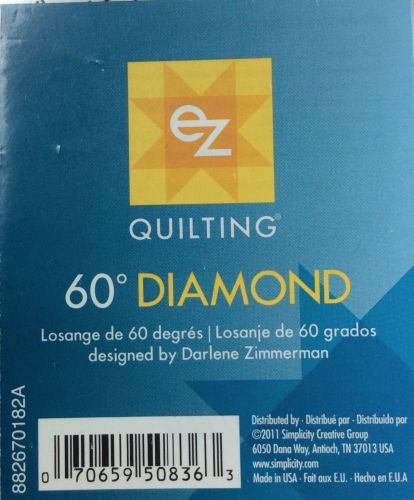 ez
QUILTING®
60° DIAMOND
Losange de 60 degrés | Losanje de 60 grados
designed by Darlene Zimmerman
882670182A
0 70659 50836 3
Distributed by · Distribué par · Distribuido por
©2011 Simplicity Creative Group
6050 Dana Way, Antioch, TN 37013 USA
www.simplicity.com
Made in USA · Fait aux E.U. · Hecho en E.U.A